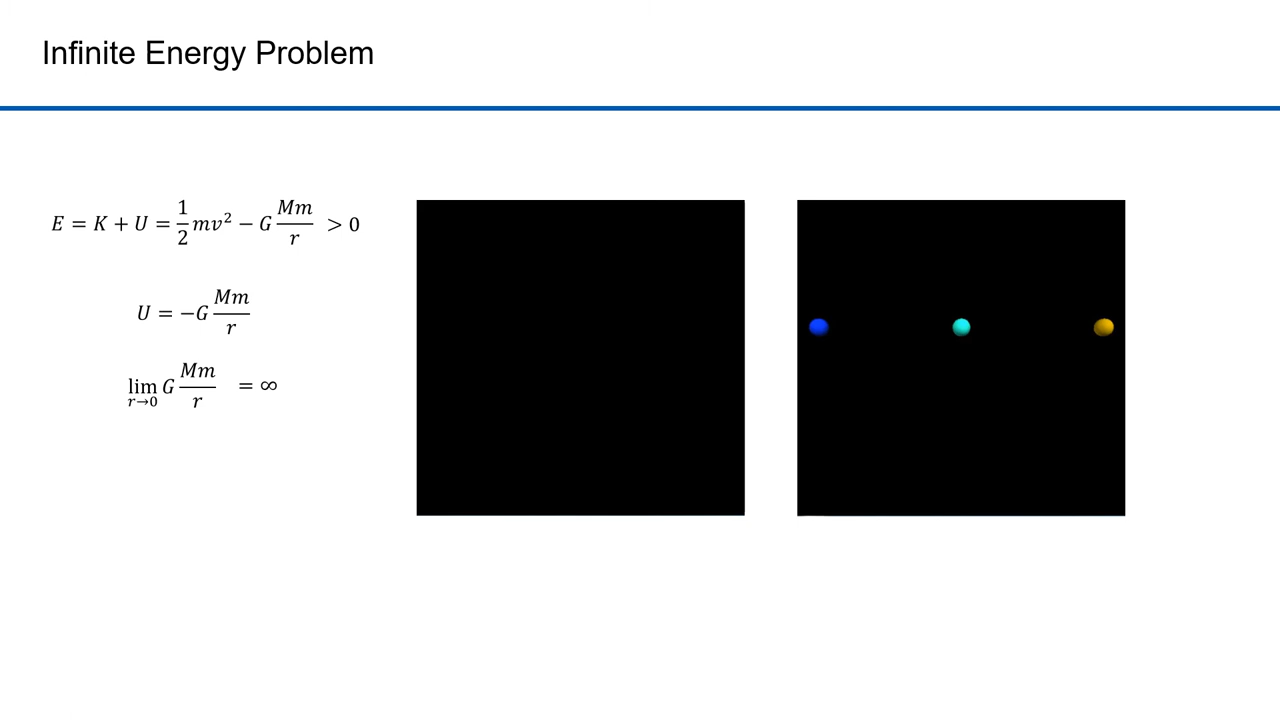 Infinite Energy Problem
E = K + U = 1/2 mv² − G Mm/r > 0
U = −G Mm/r
lim r→0 G Mm/r = ∞